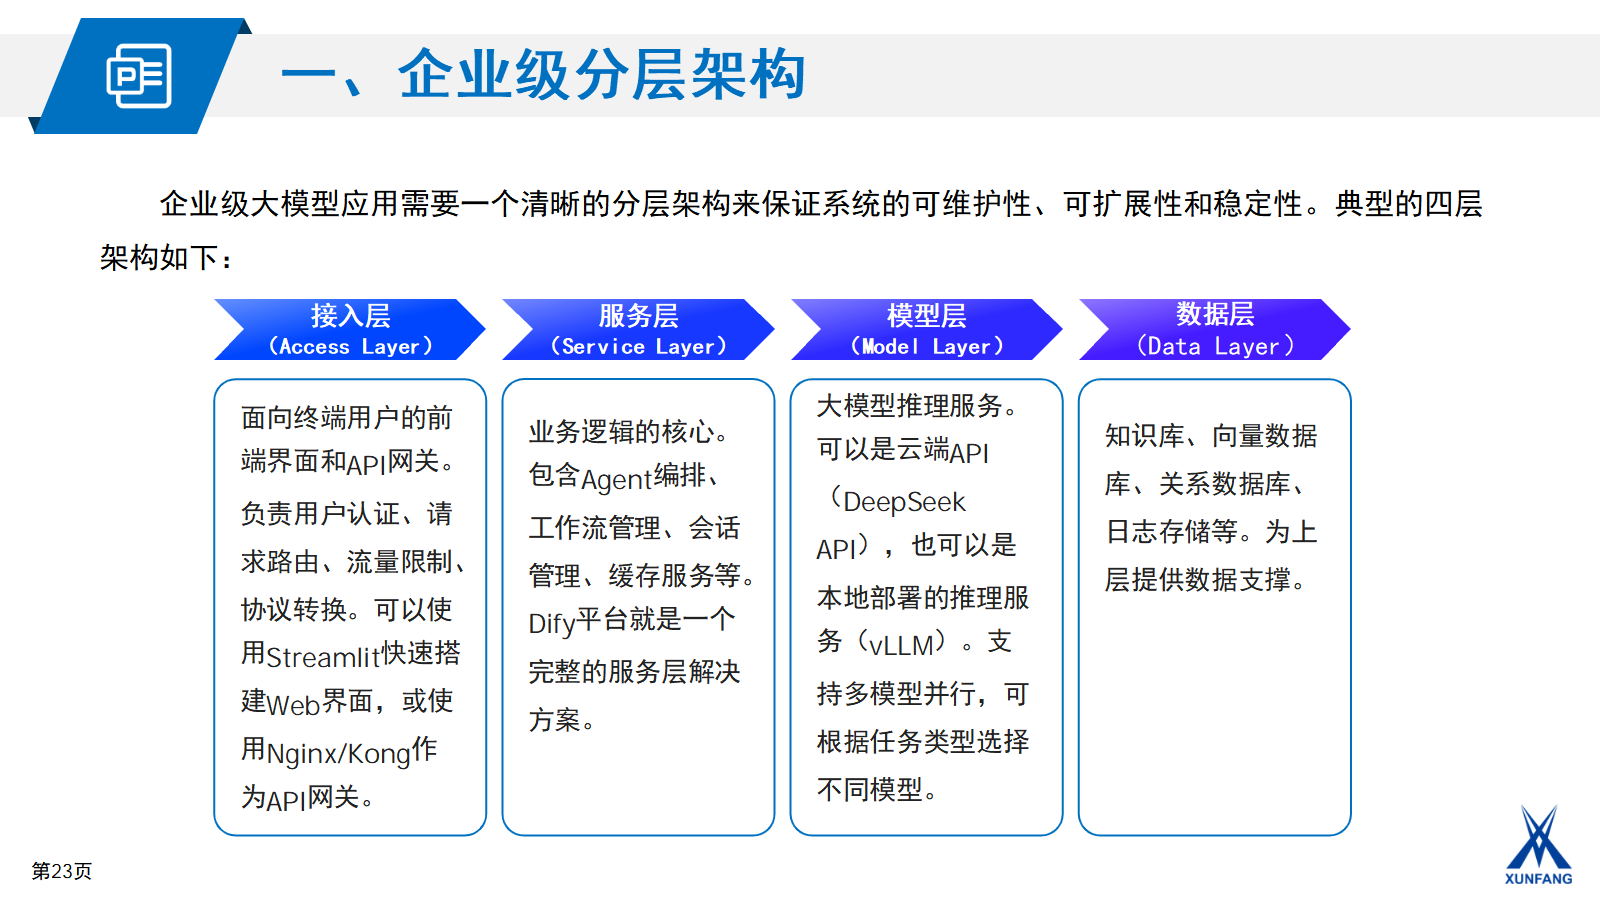 一、企业级分层架构
企业级大模型应用需要一个清晰的分层架构来保证系统的可维护性、可扩展性和稳定性。典型的四层
架构如下：
接入层
（Access Layer）
面向终端用户的前
端界面和API网关。
负责用户认证、请
求路由、流量限制、
协议转换。可以使
用Streamlit快速搭
建Web界面，或使
用Nginx/Kong作
为API网关。
服务层
（Service Layer）
业务逻辑的核心。
包含Agent编排、
工作流管理、会话
管理、缓存服务等。
Dify平台就是一个
完整的服务层解决
方案。
模型层
（Model Layer）
大模型推理服务。
可以是云端API
（DeepSeek
API），也可以是
本地部署的推理服
务（vLLM）。支
持多模型并行，可
根据任务类型选择
不同模型。
数据层
（Data Layer）
知识库、向量数据
库、关系数据库、
日志存储等。为上
层提供数据支撑。
第23页
XUNFANG